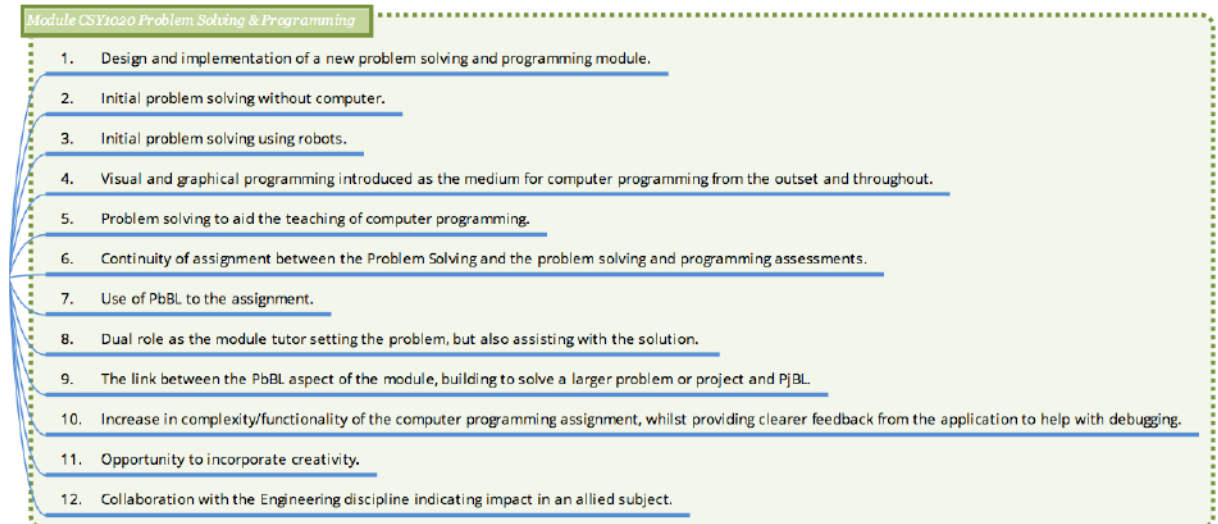 Module CSY1020 Problem Solving & Programming
1. Design and implementation of a new problem solving and programming module.
2. Initial problem solving without computer.
3. Initial problem solving using robots.
4. Visual and graphical programming introduced as the medium for computer programming from the outset and throughout.
5. Problem solving to aid the teaching of computer programming.
6. Continuity of assignment between the Problem Solving and the problem solving and programming assessments.
7. Use of PbBL to the assignment.
8. Dual role as the module tutor setting the problem, but also assisting with the solution.
9. The link between the PbBL aspect of the module, building to solve a larger problem or project and PjBL.
10. Increase in complexity/functionality of the computer programming assignment, whilst providing clearer feedback from the application to help with debugging.
11. Opportunity to incorporate creativity.
12. Collaboration with the Engineering discipline indicating impact in an allied subject.